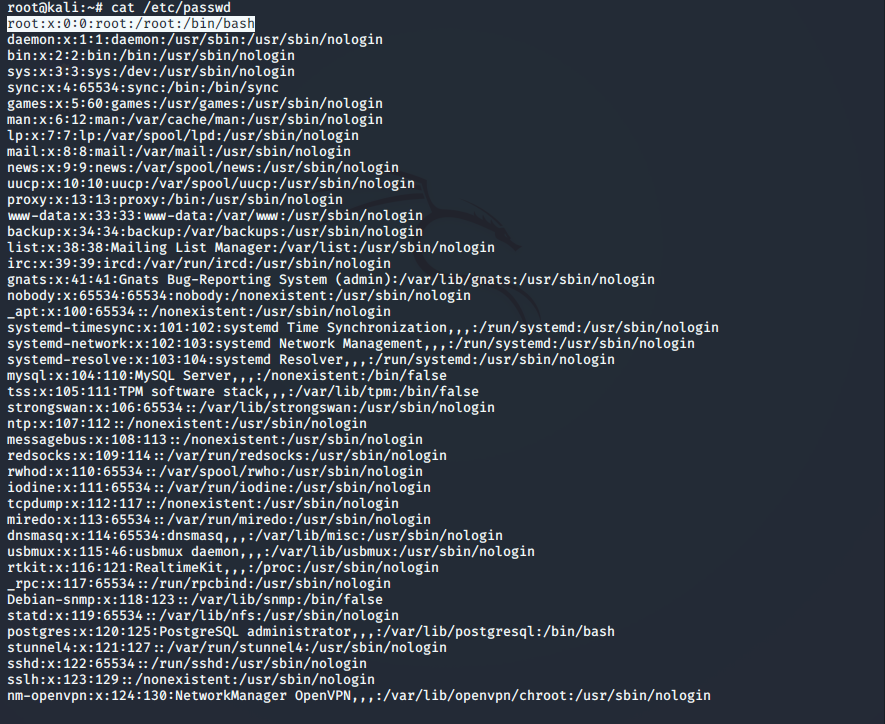 root@kali:~# cat /etc/passwd
root:x:0:0:root:/root:/bin/bash
daemon:x:1:1:daemon:/usr/sbin:/usr/sbin/nologin
bin:x:2:2:bin:/bin:/usr/sbin/nologin
sys:x:3:3:sys:/dev:/usr/sbin/nologin
sync:x:4:65534:sync:/bin:/bin/sync
games:x:5:60:games:/usr/games:/usr/sbin/nologin
man:x:6:12:man:/var/cache/man:/usr/sbin/nologin
lp:x:7:7:lp:/var/spool/lpd:/usr/sbin/nologin
mail:x:8:8:mail:/var/mail:/usr/sbin/nologin
news:x:9:9:news:/var/spool/news:/usr/sbin/nologin
uucp:x:10:10:uucp:/var/spool/uucp:/usr/sbin/nologin
proxy:x:13:13:proxy:/bin:/usr/sbin/nologin
www-data:x:33:33:www-data:/var/www:/usr/sbin/nologin
backup:x:34:34:backup:/var/backups:/usr/sbin/nologin
list:x:38:38:Mailing List Manager:/var/list:/usr/sbin/nologin
irc:x:39:39:ircd:/var/run/ircd:/usr/sbin/nologin
gnats:x:41:41:Gnats Bug-Reporting System (admin):/var/lib/gnats:/usr/sbin/nologin
nobody:x:65534:65534:nobody:/nonexistent:/usr/sbin/nologin
_apt:x:100:65534::/nonexistent:/usr/sbin/nologin
systemd-timesync:x:101:102:systemd Time Synchronization,,,:/run/systemd:/usr/sbin/nologin
systemd-network:x:102:103:systemd Network Management,,,:/run/systemd:/usr/sbin/nologin
systemd-resolve:x:103:104:systemd Resolver,,,:/run/systemd:/usr/sbin/nologin
mysql:x:104:110:MySQL Server,,,:/nonexistent:/bin/false
tss:x:105:111:TPM software stack,,,:/var/lib/tpm:/bin/false
strongswan:x:106:65534::/var/lib/strongswan:/usr/sbin/nologin
ntp:x:107:112::/nonexistent:/usr/sbin/nologin
messagebus:x:108:113::/nonexistent:/usr/sbin/nologin
redsocks:x:109:114::/var/run/redsocks:/usr/sbin/nologin
rwhod:x:110:65534::/var/spool/rwho:/usr/sbin/nologin
iodine:x:111:65534::/var/run/iodine:/usr/sbin/nologin
tcpdump:x:112:117::/nonexistent:/usr/sbin/nologin
miredo:x:113:65534::/var/run/miredo:/usr/sbin/nologin
dnsmasq:x:114:65534:dnsmasq,,,:/var/lib/misc:/usr/sbin/nologin
usbmux:x:115:46:usbmux daemon,,,:/var/lib/usbmux:/usr/sbin/nologin
rtkit:x:116:121:RealtimeKit,,,:/proc:/usr/sbin/nologin
_rpc:x:117:65534::/run/rpcbind:/usr/sbin/nologin
Debian-snmp:x:118:123::/var/lib/snmp:/bin/false
statd:x:119:65534::/var/lib/nfs:/usr/sbin/nologin
postgres:x:120:125:PostgreSQL administrator,,,:/var/lib/postgresql:/bin/bash
stunnel4:x:121:127::/var/run/stunnel4:/usr/sbin/nologin
sshd:x:122:65534::/run/sshd:/usr/sbin/nologin
sslh:x:123:129::/nonexistent:/usr/sbin/nologin
nm-openvpn:x:124:130:NetworkManager OpenVPN,,,:/var/lib/openvpn/chroot:/usr/sbin/nologin